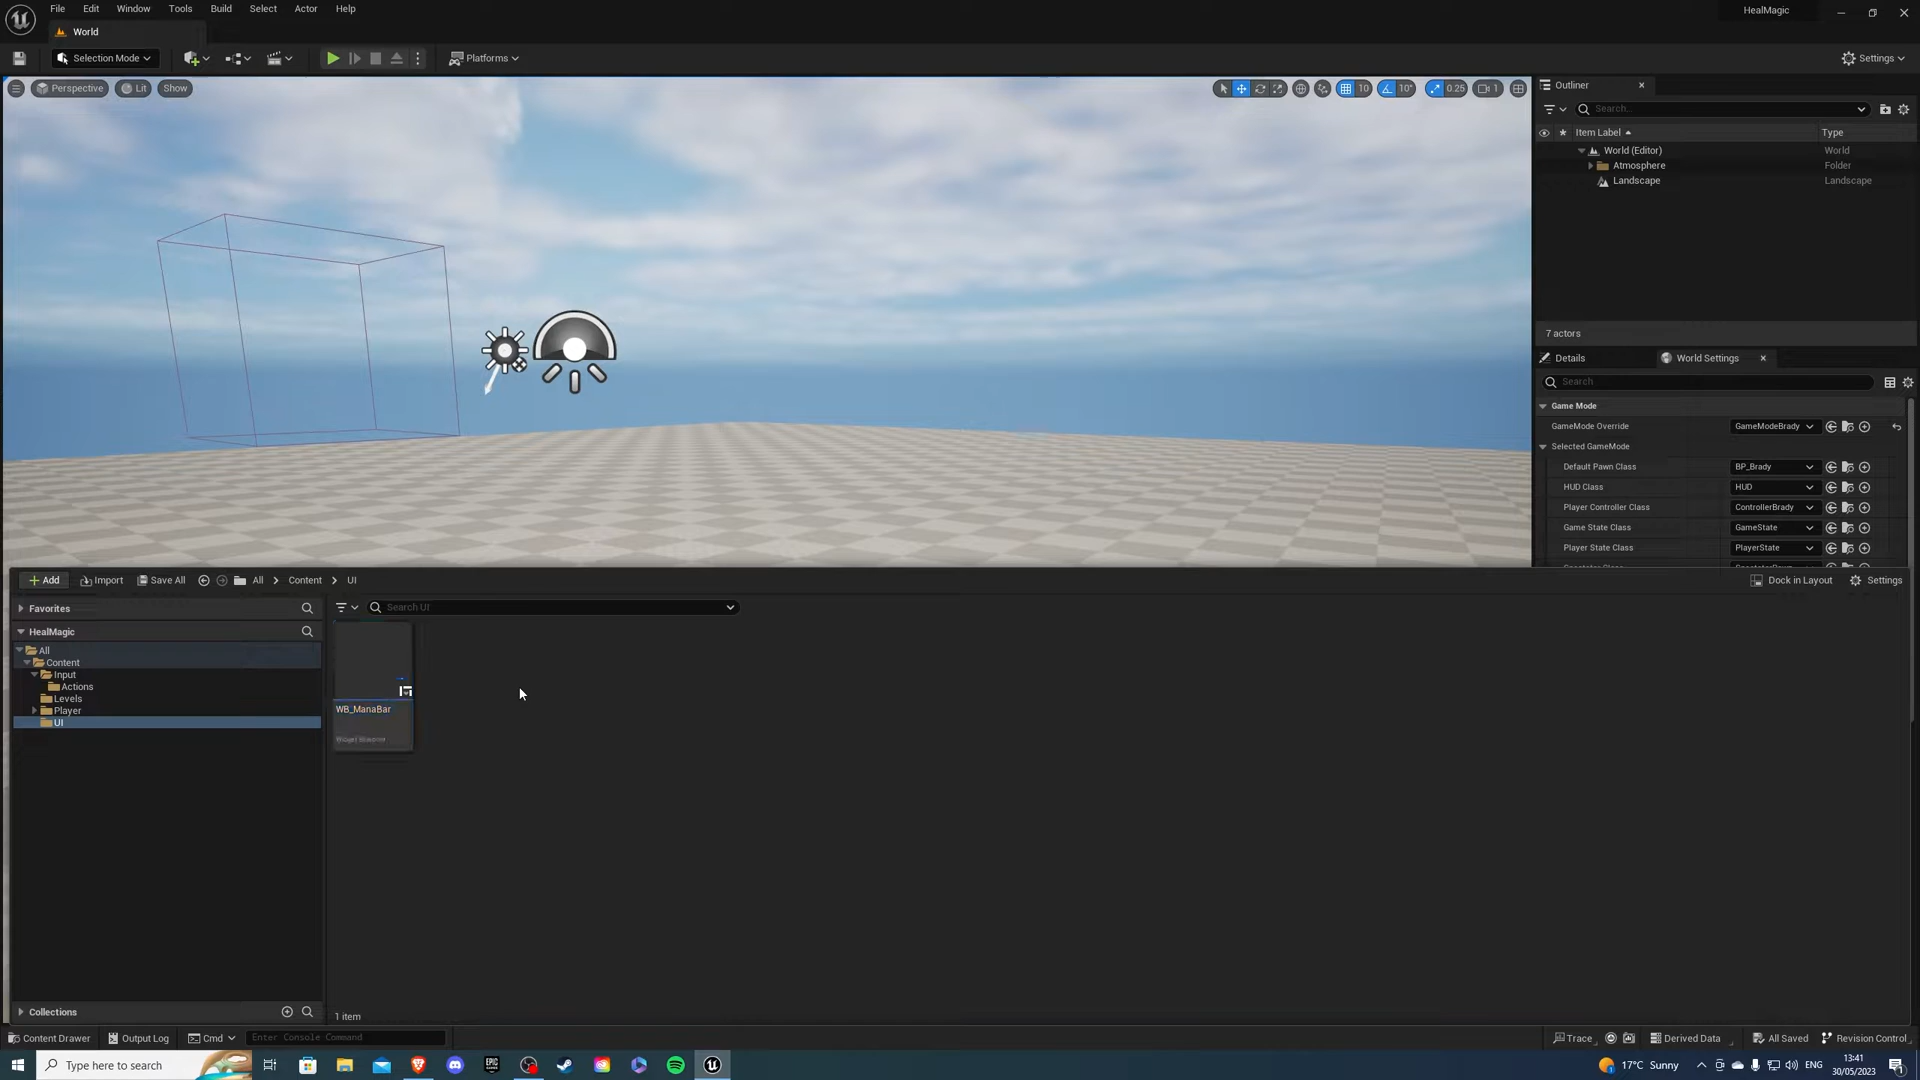 File Edit Window Tools Build Select Actor Help
HealMagic
World
Selection Mode
Platforms
Settings
Perspective Lit Show
10 10° 0.25 1
Outliner
Search...
Item Label Type
World (Editor) World
Atmosphere Folder
Landscape Landscape
7 actors
Details World Settings
Search
Game Mode
GameMode Override GameModeBrady
Selected GameMode
Default Pawn Class BP_Brady
HUD Class HUD
Player Controller Class ControllerBrady
Game State Class GameState
Player State Class PlayerState
Add Import Save All All Content UI
Dock in Layout Settings
Favorites
Search UI
HealMagic
All
Content
Input
Actions
Levels
Player
UI
WB_ManaBar
Widget Blueprint
Collections
1 item
Content Drawer Output Log Cmd Enter Console Command
Trace Derived Data All Saved Revision Control
Type here to search
EPIC
17°C Sunny
ENG
13:41
30/05/2023